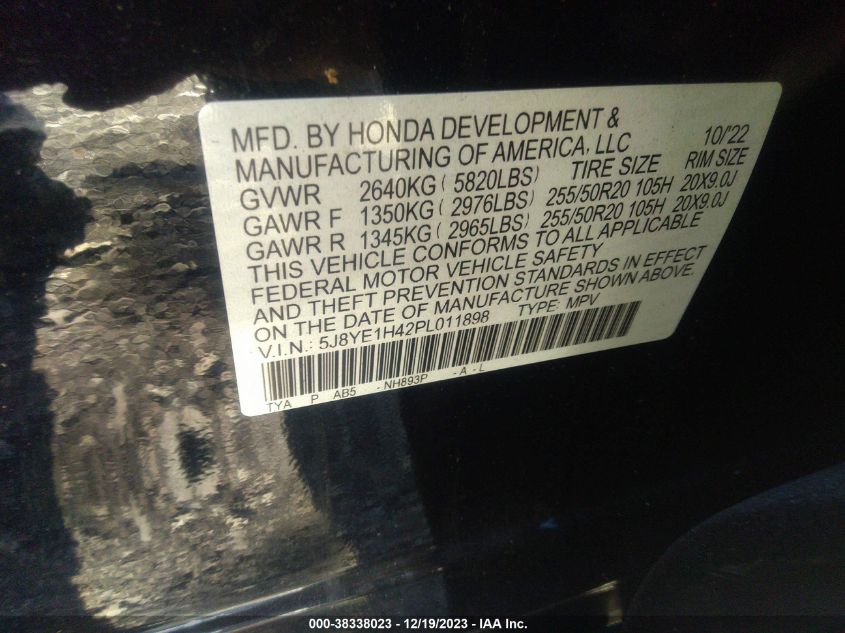 MFD. BY HONDA DEVELOPMENT &
MANUFACTURING OF AMERICA, LLC 10/'22
GVWR 2640KG ( 5820LBS) TIRE SIZE RIM SIZE
GAWR F 1350KG ( 2976LBS) 255/50R20 105H 20X9.0J
GAWR R 1345KG ( 2965LBS) 255/50R20 105H 20X9.0J
THIS VEHICLE CONFORMS TO ALL APPLICABLE
FEDERAL MOTOR VEHICLE SAFETY
AND THEFT PREVENTION STANDARDS IN EFFECT
ON THE DATE OF MANUFACTURE SHOWN ABOVE.
V.I.N.: 5J8YE1H42PL011898 TYPE: MPV
TYA P AB5 - NH893P - A - L
000-38338023 - 12/19/2023 - IAA Inc.